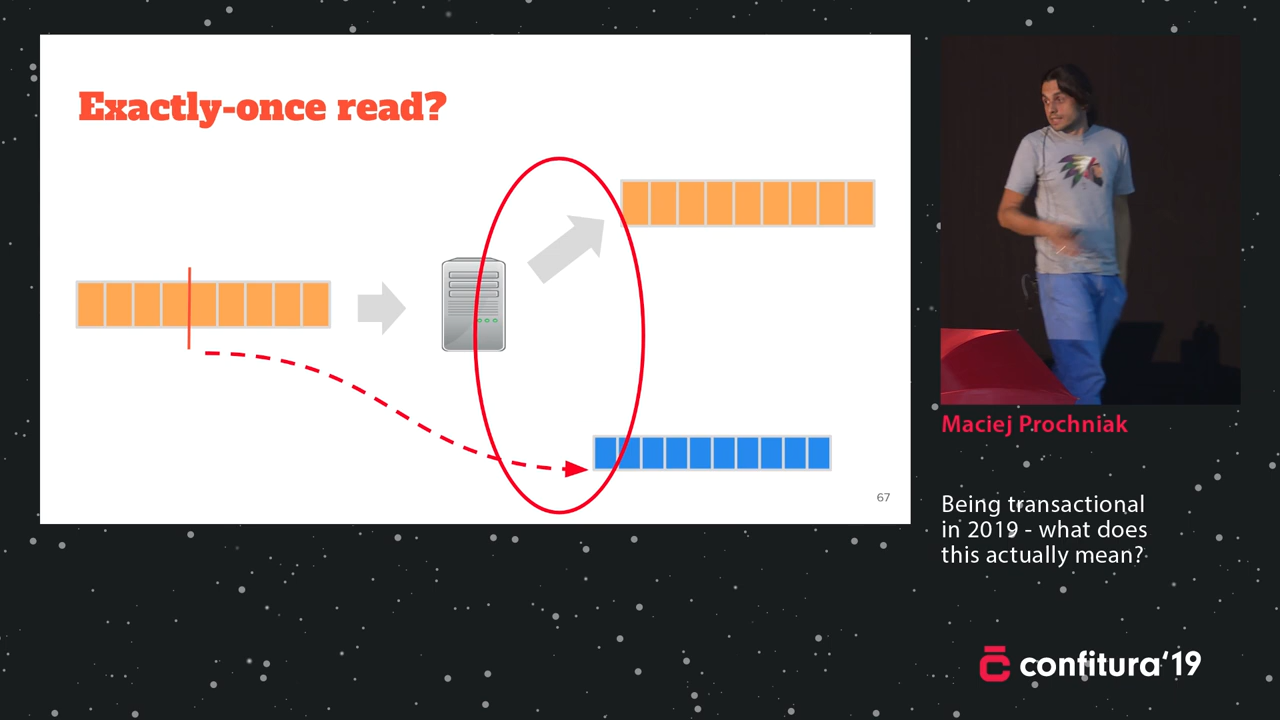 Exactly-once read?
67
Maciej Prochniak
Being transactional
in 2019 - what does
this actually mean?
confitura‘19